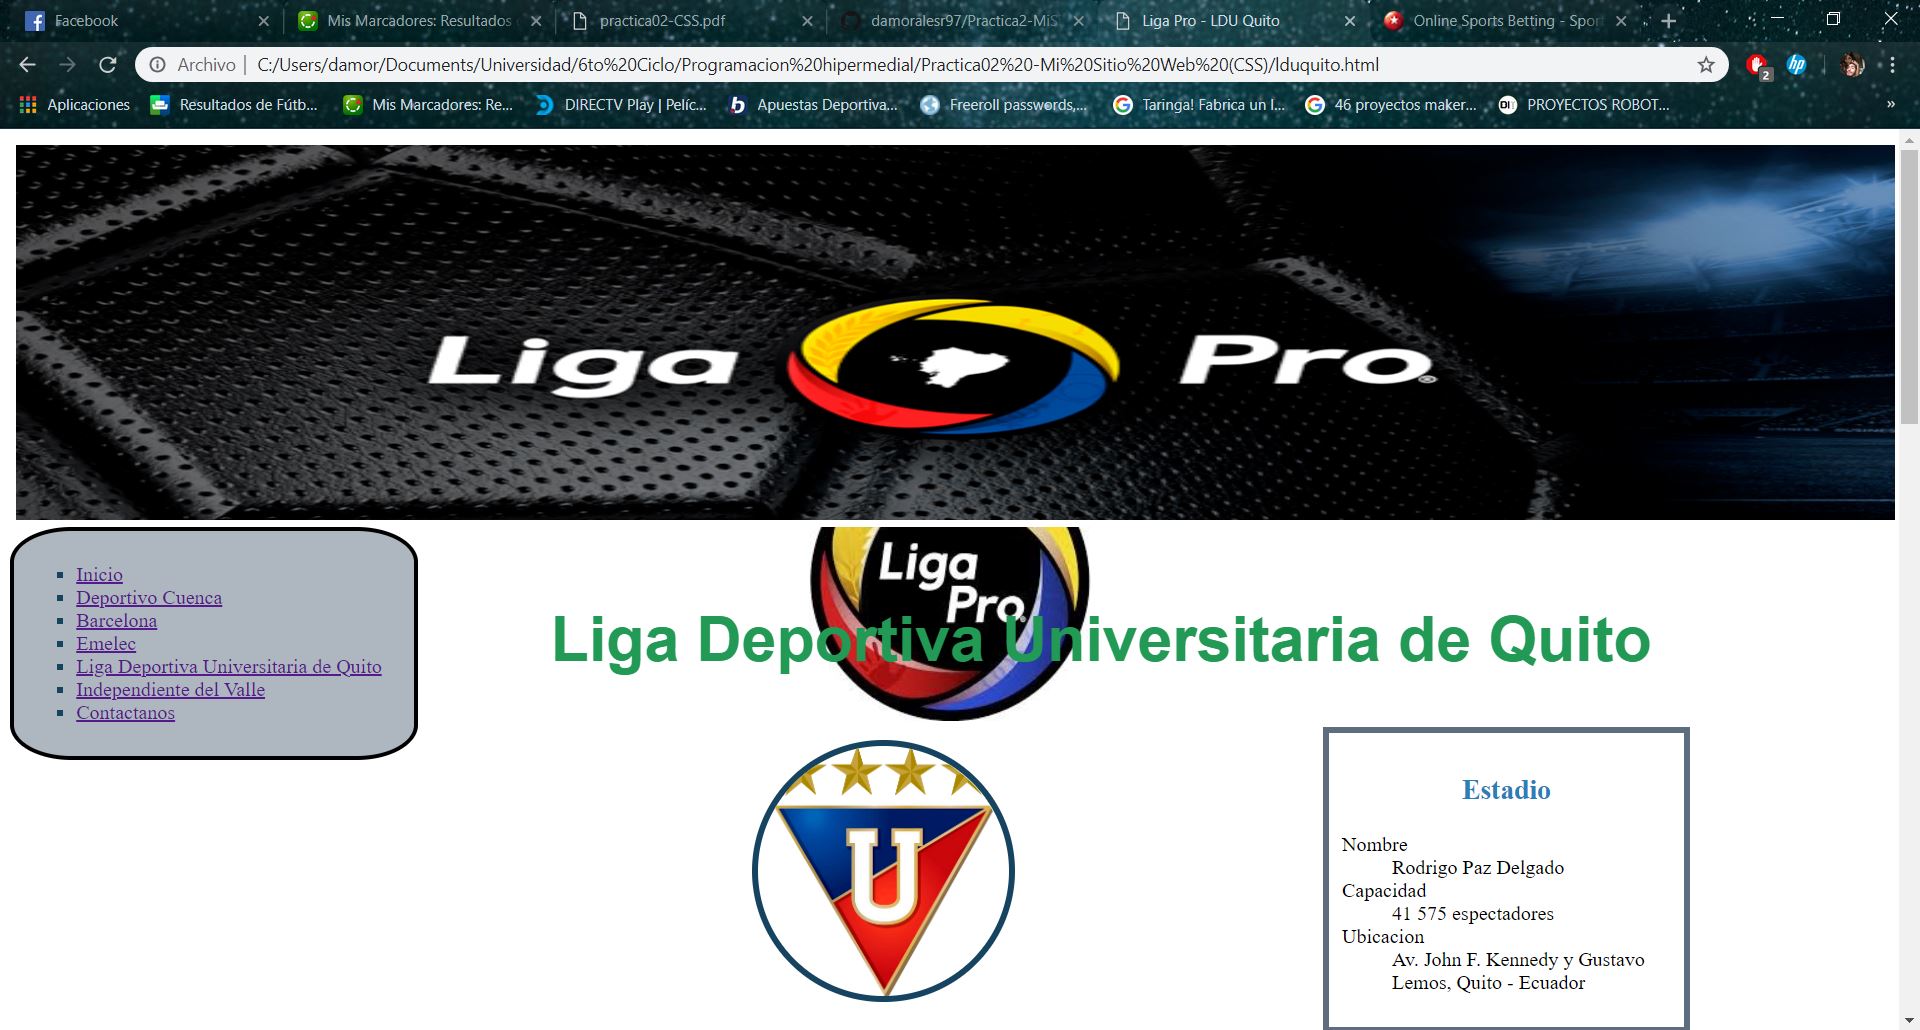 Facebook
Mis Marcadores: Resultados
practica02-CSS.pdf
damoralesr97/Practica2-MiS
Liga Pro - LDU Quito
Online Sports Betting - Spor
Archivo | C:/Users/damor/Documents/Universidad/6to%20Ciclo/Programacion%20hipermedial/Practica02%20-Mi%20Sitio%20Web%20(CSS)/lduquito.html
2
hp
Aplicaciones
Resultados de Fútb...
Mis Marcadores: Re...
DIRECTV Play | Pelíc...
b
Apuestas Deportiva...
Freeroll passwords,...
Taringa! Fabrica un I...
46 proyectos maker...
PROYECTOS ROBOT...
»
Liga Pro®
Inicio
Deportivo Cuenca
Barcelona
Emelec
Liga Deportiva Universitaria de Quito
Independiente del Valle
Contactanos
Liga
Pro
Liga Deportiva Universitaria de Quito
U
Estadio
Nombre
Rodrigo Paz Delgado
Capacidad
41 575 espectadores
Ubicacion
Av. John F. Kennedy y Gustavo
Lemos, Quito - Ecuador